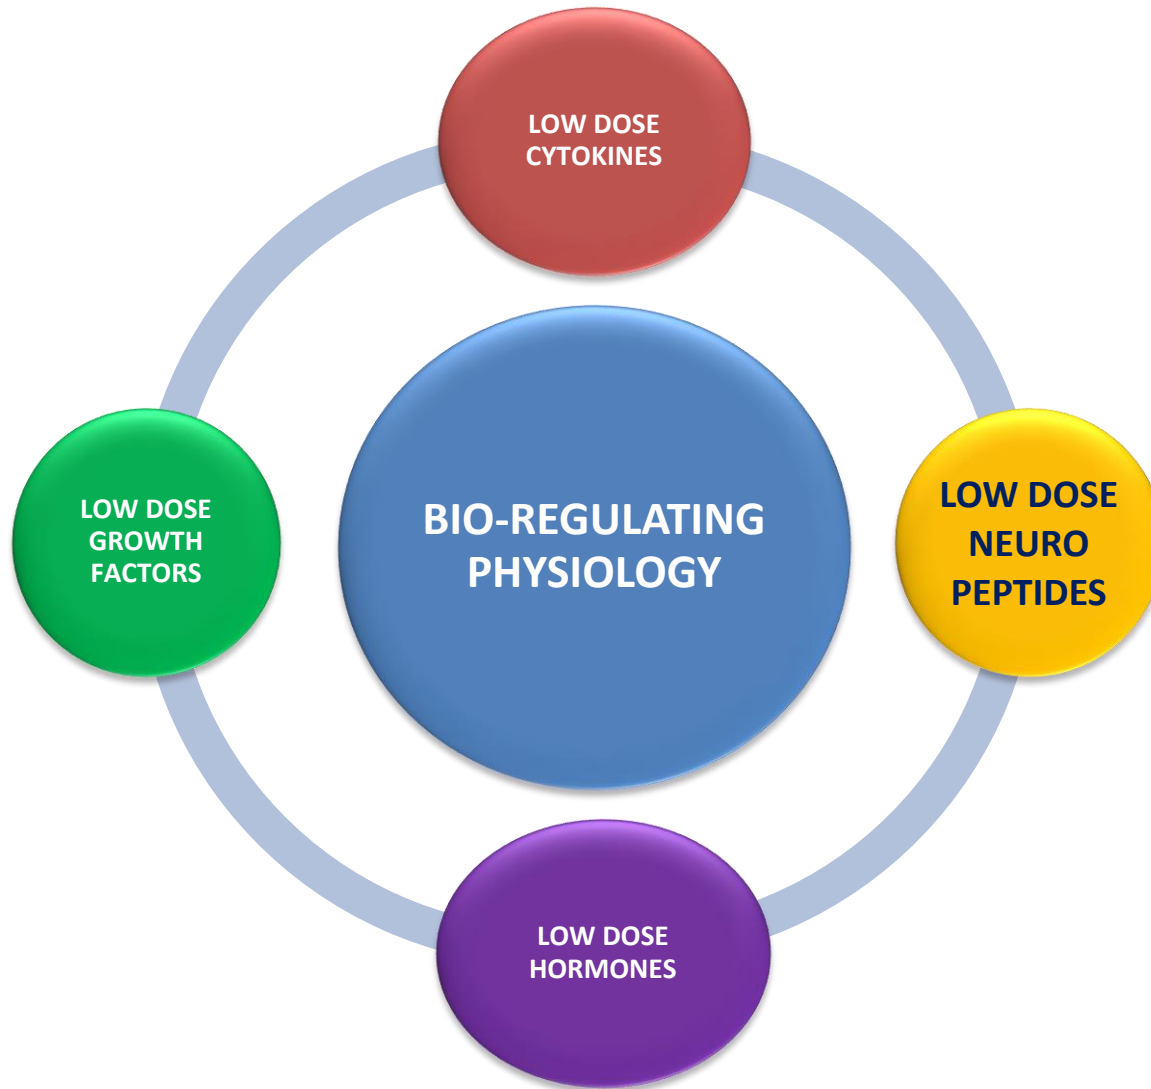 LOW DOSE
CYTOKINES
LOW DOSE
GROWTH
FACTORS
BIO-REGULATING
PHYSIOLOGY
LOW DOSE
NEURO
PEPTIDES
LOW DOSE
HORMONES